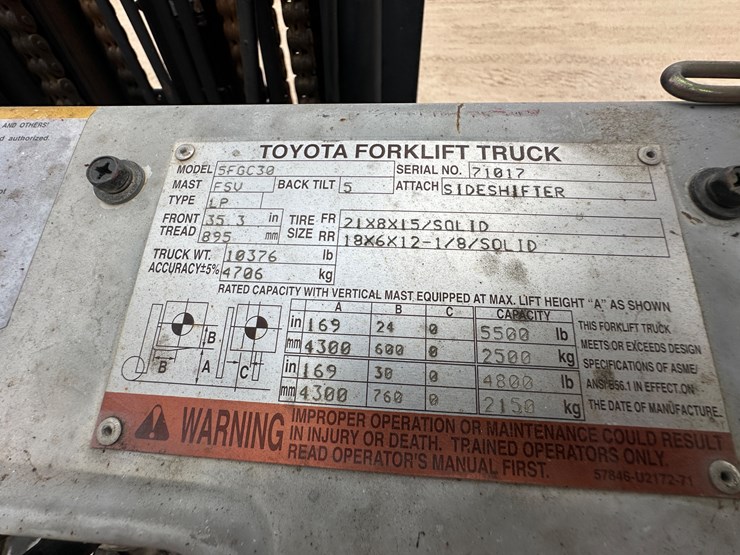 AND OTHERS!
d authorized.
TOYOTA FORKLIFT TRUCK
MODEL 5FGC30 SERIAL NO. 71017
MAST FSV BACK TILT 5 ATTACH SIDESHIFTER
TYPE LP
FRONT TREAD 35.3 in TIRE SIZE FR 21X8X15/SOLID
895 mm RR 18X6X12-1/8/SOLID
TRUCK WT. 10376 lb
ACCURACY±5% 4706 kg
RATED CAPACITY WITH VERTICAL MAST EQUIPPED AT MAX. LIFT HEIGHT "A" AS SHOWN
A B C CAPACITY
in 169 24 0 5500 lb THIS FORKLIFT TRUCK
mm 4300 600 0 2500 kg MEETS OR EXCEEDS DESIGN
SPECIFICATIONS OF ASME/
in 169 30 0 4800 lb ANSI B56.1 IN EFFECT ON
mm 4300 760 0 2150 kg THE DATE OF MANUFACTURE.
B
B A C
WARNING
IMPROPER OPERATION OR MAINTENANCE COULD RESULT
IN INJURY OR DEATH. TRAINED OPERATORS ONLY.
READ OPERATOR'S MANUAL FIRST.
57846-U2172-71